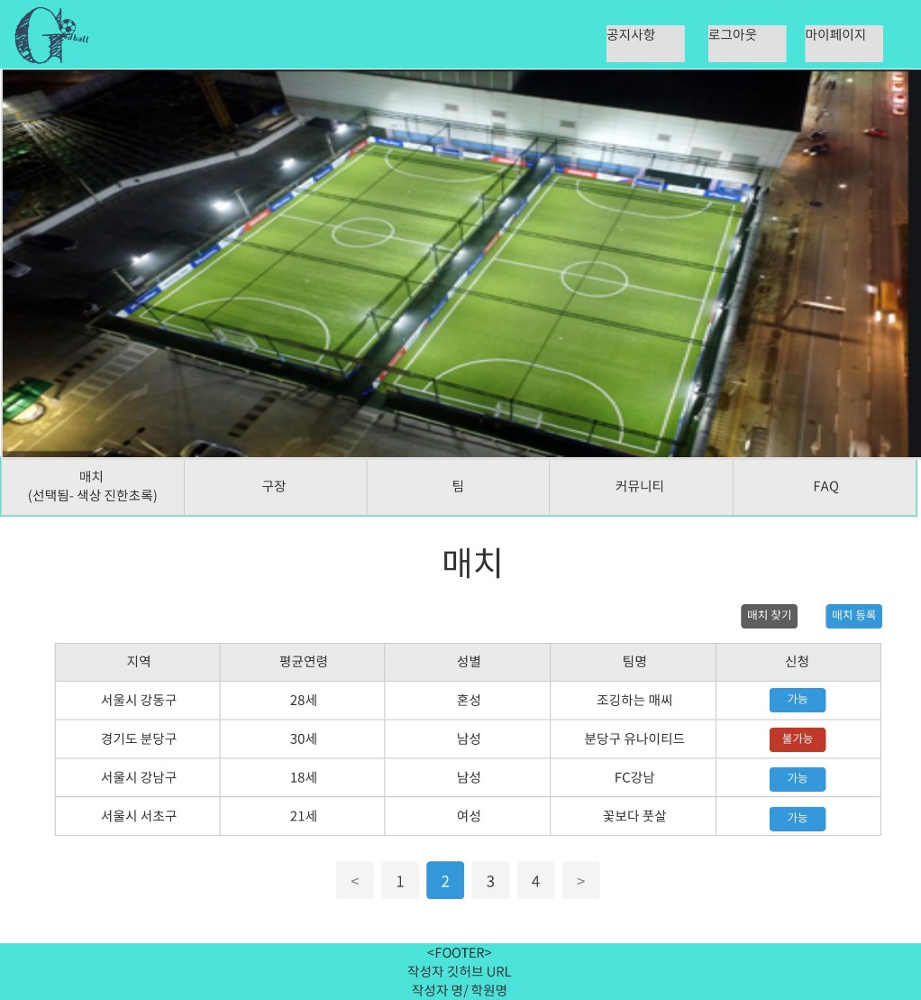 G dball
공지사항
로그아웃
마이페이지
매치
(선택됨- 색상 진한초록)
구장
팀
커뮤니티
FAQ
매치
매치 찾기
매치 등록
지역 평균연령 성별 팀명 신청
서울시 강동구 28세 혼성 조깅하는 매씨 가능
경기도 분당구 30세 남성 분당구 유나이티드 불가능
서울시 강남구 18세 남성 FC강남 가능
서울시 서초구 21세 여성 꽃보다 풋살 가능
< 1 2 3 4 >
<FOOTER>
작성자 깃허브 URL
작성자 명/ 학원명